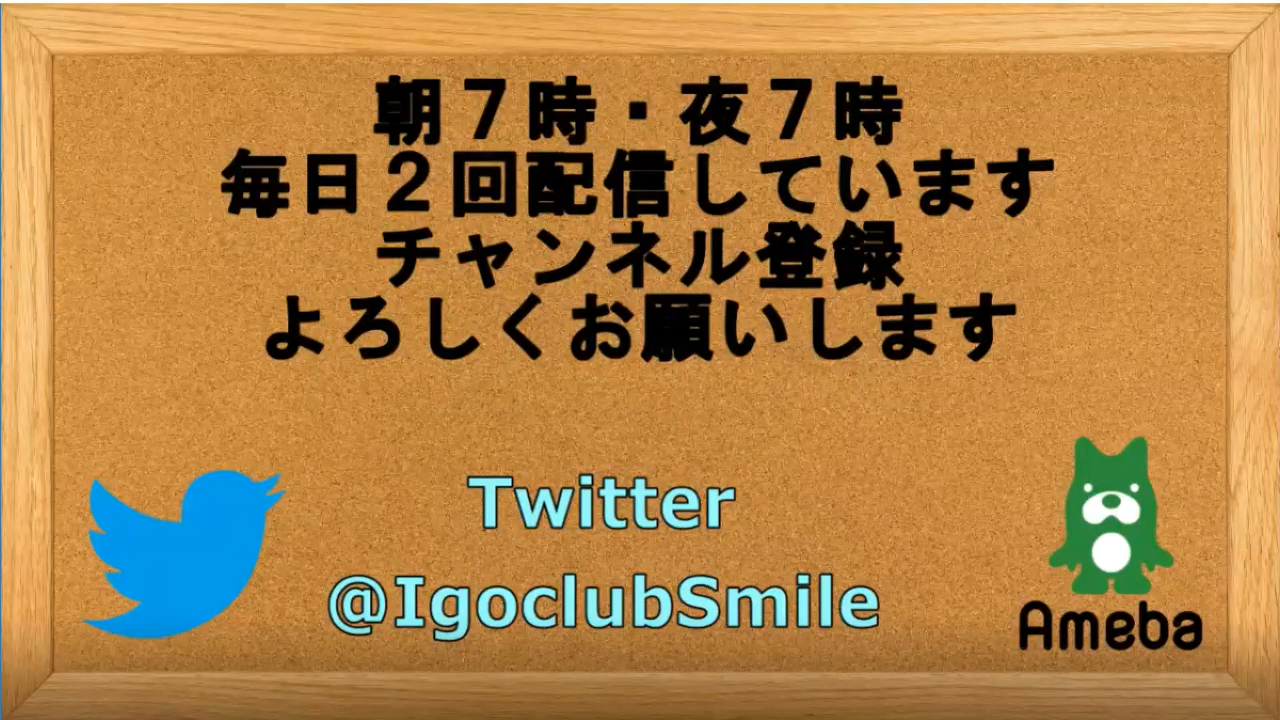 朝７時・夜７時
毎日２回配信しています
チャンネル登録
よろしくお願いします
Twitter
@IgoclubSmile
Ameba